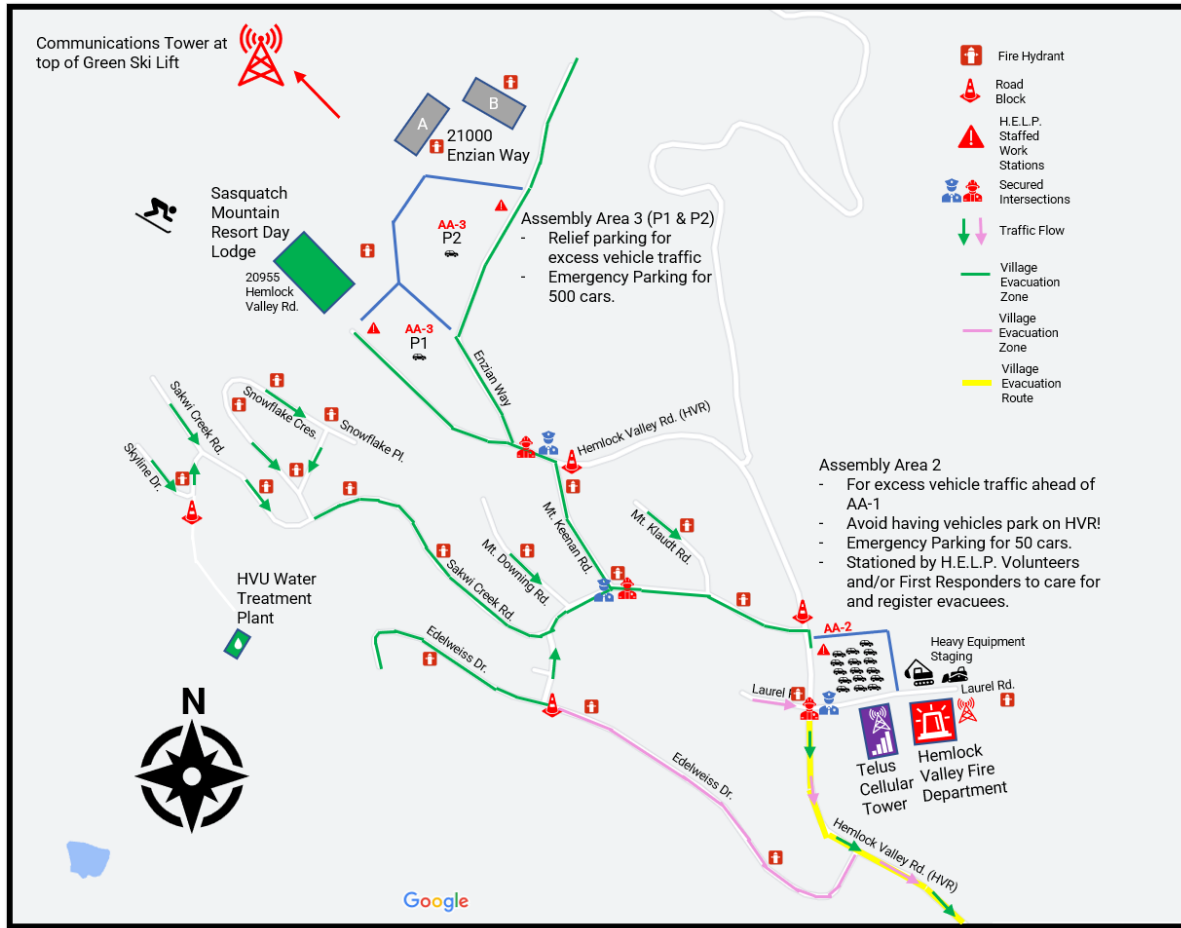 Communications Tower at
top of Green Ski Lift
Fire Hydrant
Road
Block
H.E.L.P.
Staffed
Work
Stations
Secured
Intersections
Traffic Flow
Village
Evacuation
Zone
Village
Evacuation
Zone
Village
Evacuation
Route
A
B
21000
Enzian Way
Sasquatch
Mountain
Resort Day
Lodge
20955
Hemlock
Valley Rd.
AA-3
P2
AA-3
P1
Assembly Area 3 (P1 & P2)
- Relief parking for
excess vehicle traffic
- Emergency Parking for
500 cars.
Enzian Way
Hemlock Valley Rd. (HVR)
Sakwi Creek Rd.
Snowflake Cres.
Snowflake Pl.
Skyline Dr.
Mt. Keenan Rd.
Mt. Klaudt Rd.
Mt. Downing Rd.
Sakwi Creek Rd.
Assembly Area 2
- For excess vehicle traffic ahead of
AA-1
- Avoid having vehicles park on HVR!
- Emergency Parking for 50 cars.
- Stationed by H.E.L.P. Volunteers
and/or First Responders to care for
and register evacuees.
HVU Water
Treatment
Plant
Edelweiss Dr.
AA-2
Heavy Equipment
Staging
Laurel
Laurel Rd.
Telus
Cellular
Tower
Hemlock
Valley Fire
Department
N
Edelweiss Dr.
Hemlock Valley Rd. (HVR)
Google